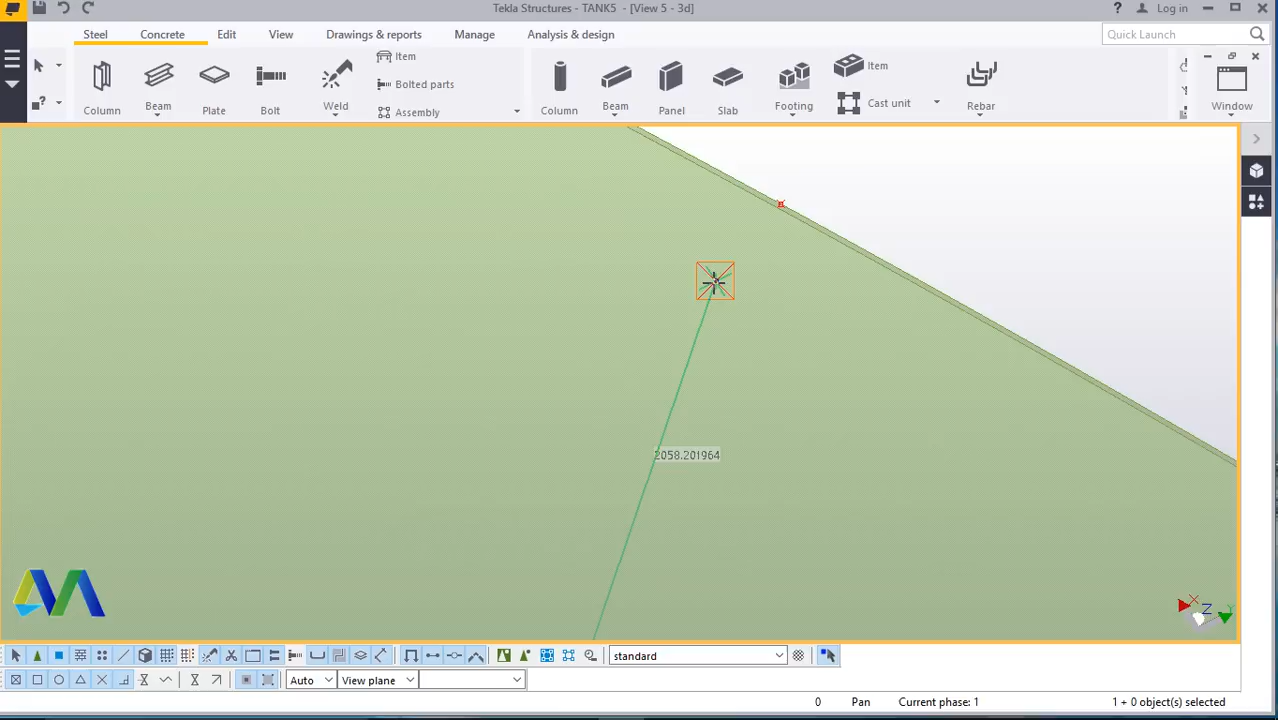 Tekla Structures - TANK5 - [View 5 - 3d]
? Log in
Steel Concrete Edit View Drawings & reports Manage Analysis & design
Quick Launch
Column Beam Plate Bolt Weld
Item
Bolted parts
Assembly
Column Beam Panel Slab Footing
Item
Cast unit
Rebar
Window
2058.201964
X Z Y
standard
Auto View plane
0 Pan Current phase: 1 1 + 0 object(s) selected